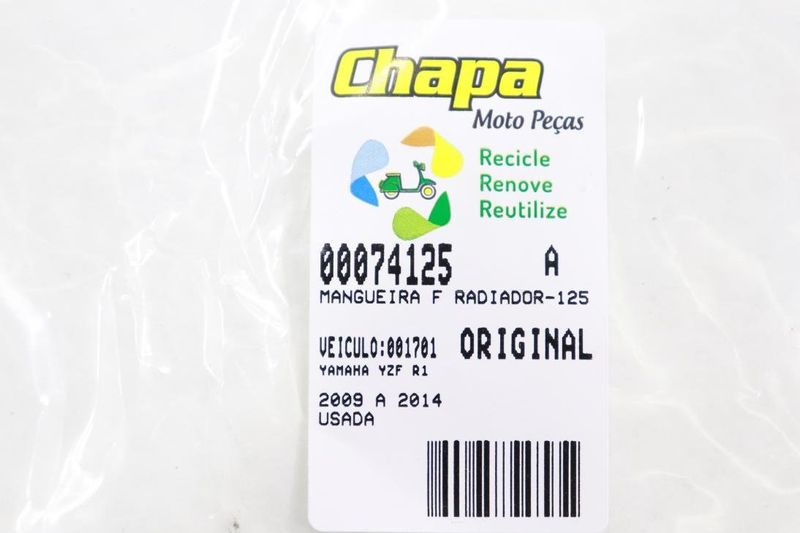 Chapa
Moto Peças
Recicle
Renove
Reutilize
00074125 A
MANGUEIRA F RADIADOR-125
VEICULO:001701 ORIGINAL
YAMAHA YZF R1
2009 A 2014
USADA